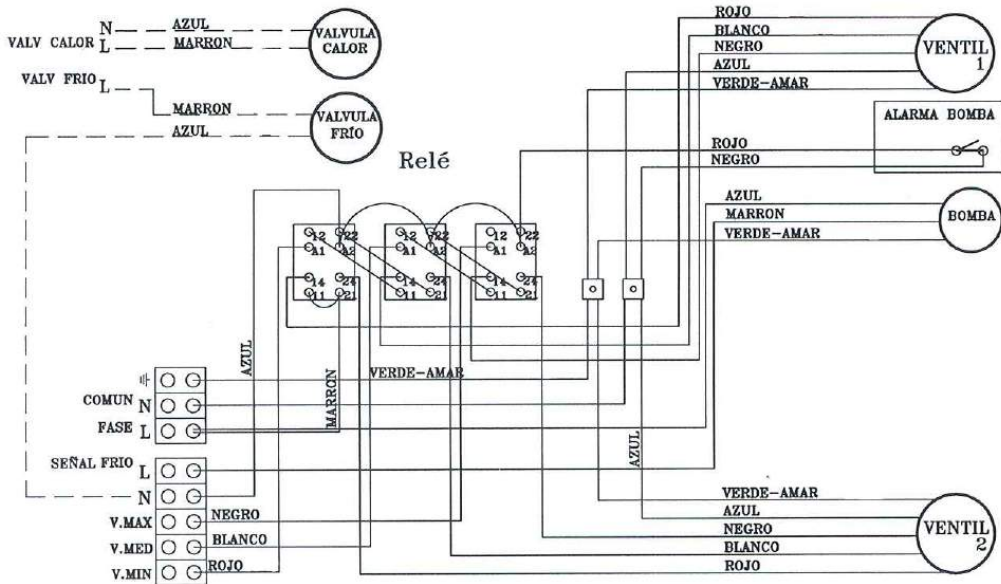 N AZUL
VALV CALOR L MARRON
VALVULA
CALOR
VALV FRIO L
MARRON
AZUL
VALVULA
FRÍO
Relé
ROJO
BLANCO
NEGRO
AZUL
VERDE-AMAR
VENTIL
1
ALARMA BOMBA
ROJO
NEGRO
AZUL
MARRON
VERDE-AMAR
BOMBA
12 22 12 22 12 22
A1 A2 A1 A2 A1 A2
14 24 14 24 14 24
11 21 11 21 11 21
AZUL
MARRON
VERDE-AMAR
AZUL
COMUN N
FASE L
SEÑAL FRIO L
N
V.MAX NEGRO
V.MED BLANCO
V.MIN ROJO
VERDE-AMAR
AZUL
NEGRO
BLANCO
ROJO
VENTIL
2